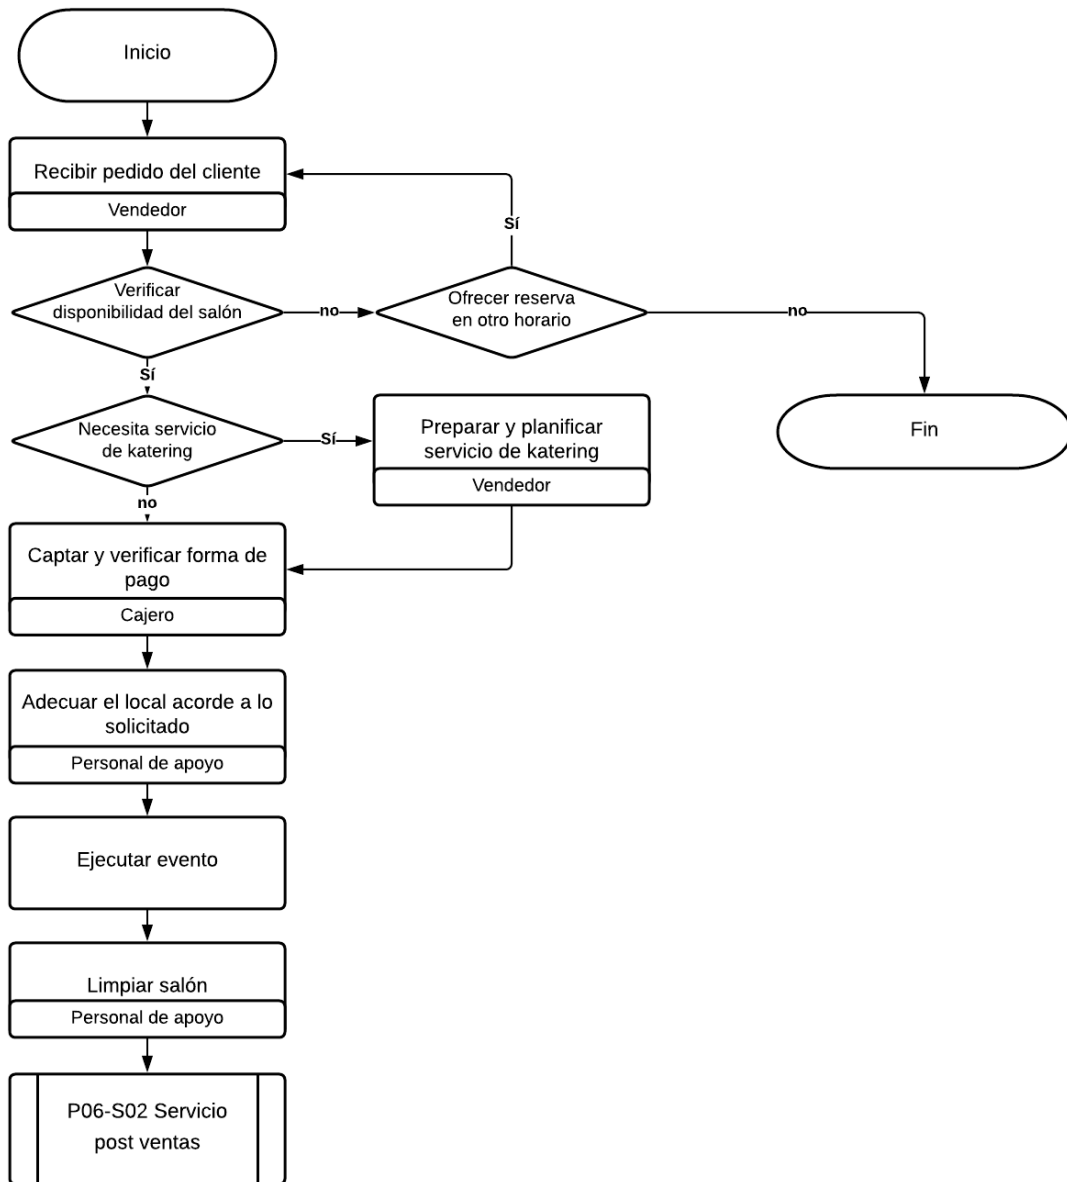 Inicio
Recibir pedido del cliente
Vendedor
Sí
Verificar
disponibilidad del salón
no
Ofrecer reserva
en otro horario
no
Sí
Necesita servicio
de katering
Sí
Preparar y planificar
servicio de katering
Vendedor
Fin
no
Captar y verificar forma de
pago
Cajero
Adecuar el local acorde a lo
solicitado
Personal de apoyo
Ejecutar evento
Limpiar salón
Personal de apoyo
P06-S02 Servicio
post ventas